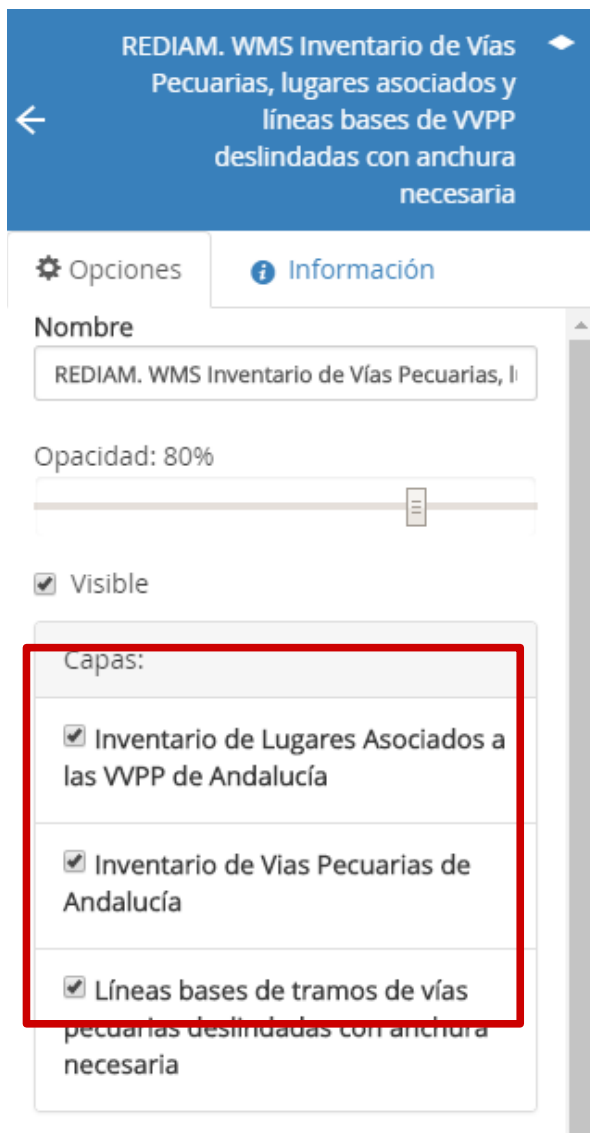 REDIAM. WMS Inventario de Vías
Pecuarias, lugares asociados y
líneas bases de VVPP
deslindadas con anchura
necesaria
Opciones
Información
Nombre
REDIAM. WMS Inventario de Vías Pecuarias, l
Opacidad: 80%
Visible
Capas:
Inventario de Lugares Asociados a
las VVPP de Andalucía
Inventario de Vias Pecuarias de
Andalucía
Líneas bases de tramos de vías
pecuarias deslindadas con anchura
necesaria